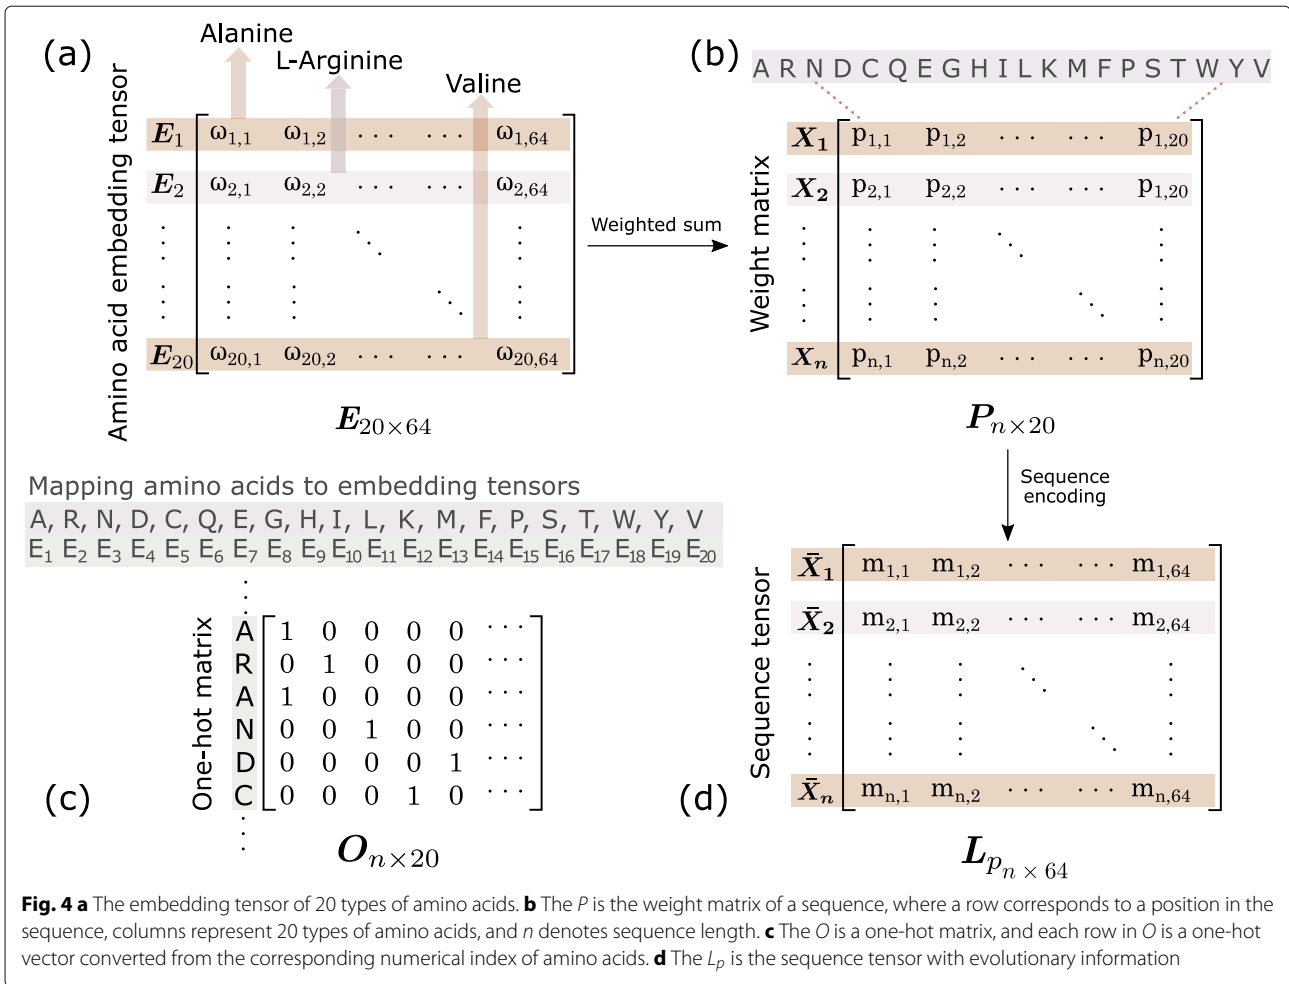 (a)
Alanine
L-Arginine
Valine
Amino acid embedding tensor
E1 ω1,1 ω1,2 · · · · · · ω1,64
E2 ω2,1 ω2,2 · · · · · · ω2,64
E20 ω20,1 ω20,2 · · · · · · ω20,64
E20×64
Weighted sum
(b)
A R N D C Q E G H I L K M F P S T W Y V
Weight matrix
X1 p1,1 p1,2 · · · · · · p1,20
X2 p2,1 p2,2 · · · · · · p1,20
Xn pn,1 pn,2 · · · · · · pn,20
Pn×20
Sequence
encoding
Mapping amino acids to embedding tensors
A, R, N, D, C, Q, E, G, H, I, L, K, M, F, P, S, T, W, Y, V
E1 E2 E3 E4 E5 E6 E7 E8 E9 E10 E11 E12 E13 E14 E15 E16 E17 E18 E19 E20
One-hot matrix
A 1 0 0 0 0 · · ·
R 0 1 0 0 0 · · ·
A 1 0 0 0 0 · · ·
N 0 0 1 0 0 · · ·
D 0 0 0 0 1 · · ·
C 0 0 0 1 0 · · ·
(c)
On×20
(d)
Sequence tensor
X̄1 m1,1 m1,2 · · · · · · m1,64
X̄2 m2,1 m2,2 · · · · · · m2,64
X̄n mn,1 mn,2 · · · · · · mn,64
Lpn×64
Fig. 4 a The embedding tensor of 20 types of amino acids. b The P is the weight matrix of a sequence, where a row corresponds to a position in the
sequence, columns represent 20 types of amino acids, and n denotes sequence length. c The O is a one-hot matrix, and each row in O is a one-hot
vector converted from the corresponding numerical index of amino acids. d The Lp is the sequence tensor with evolutionary information